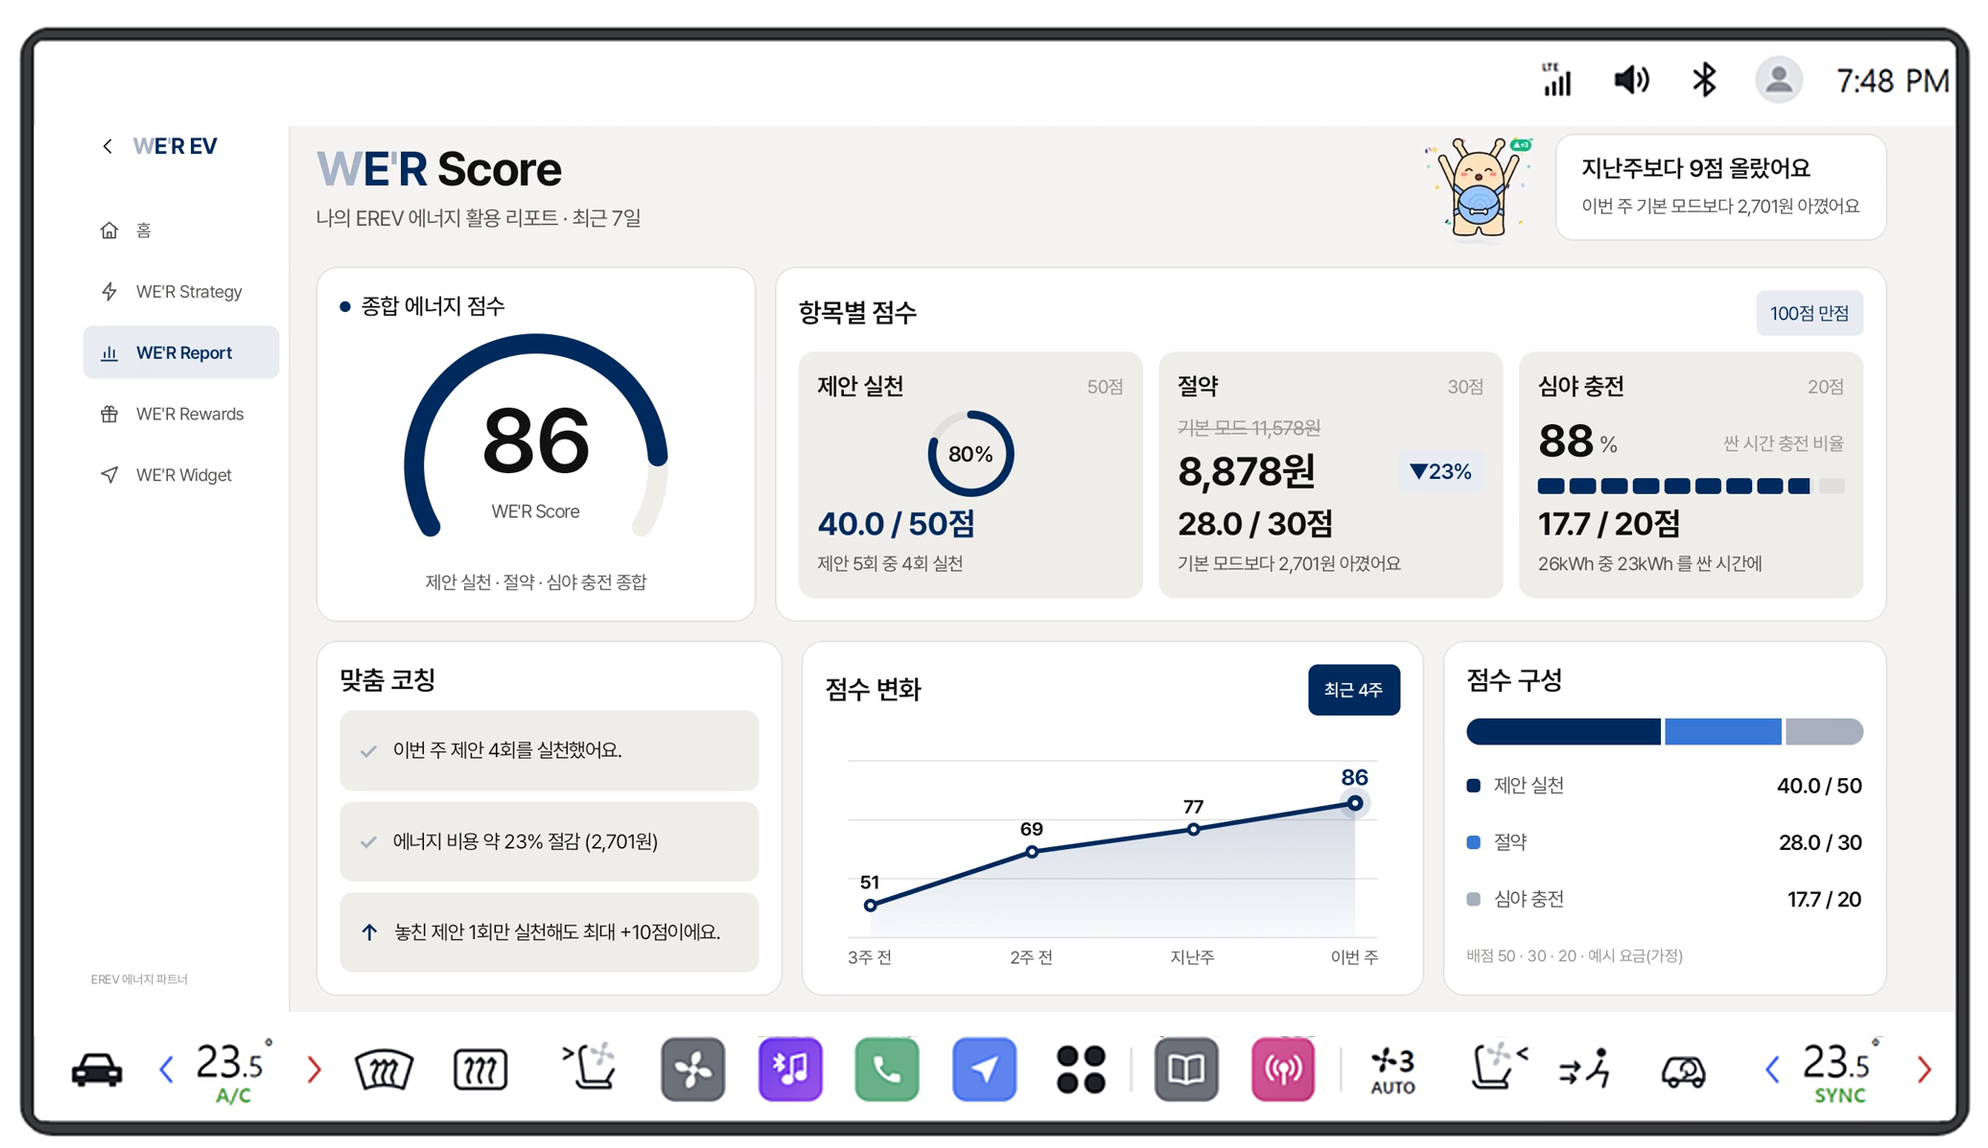 LTE
7:48 PM
WE'R EV
홈
WE'R Strategy
WE'R Report
WE'R Rewards
WE'R Widget
EREV 에너지 파트너
WE'R Score
나의 EREV 에너지 활용 리포트 · 최근 7일
▲+3
지난주보다 9점 올랐어요
이번 주 기본 모드보다 2,701원 아꼈어요
종합 에너지 점수
86
WE'R Score
제안 실천 · 절약 · 심야 충전 종합
항목별 점수
100점 만점
제안 실천 50점
80%
40.0 / 50점
제안 5회 중 4회 실천
절약 30점
기본 모드 11,578원
8,878원 ▼23%
28.0 / 30점
기본 모드보다 2,701원 아꼈어요
심야 충전 20점
88 % 싼 시간 충전 비율
17.7 / 20점
26kWh 중 23kWh 를 싼 시간에
맞춤 코칭
이번 주 제안 4회를 실천했어요.
에너지 비용 약 23% 절감 (2,701원)
놓친 제안 1회만 실천해도 최대 +10점이에요.
점수 변화
최근 4주
51
69
77
86
3주 전
2주 전
지난주
이번 주
점수 구성
제안 실천 40.0 / 50
절약 28.0 / 30
심야 충전 17.7 / 20
배점 50 · 30 · 20 · 예시 요금(가정)
23.5°
A/C
3
AUTO
23.5°
SYNC